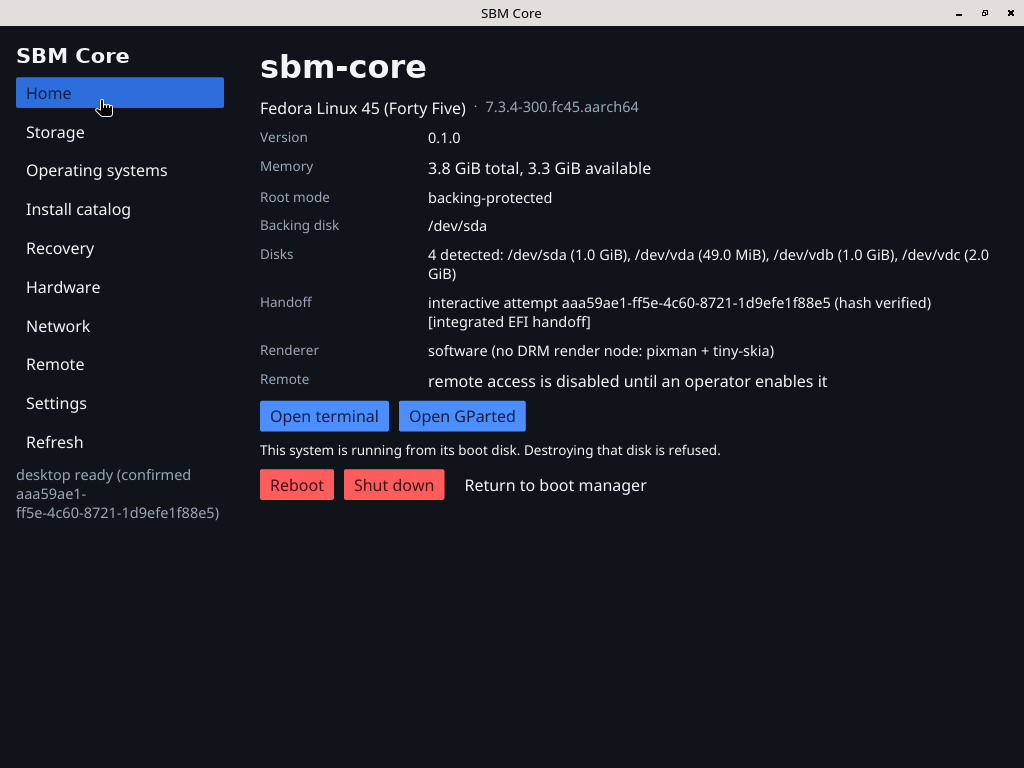 SBM Core
SBM Core
Home
Storage
Operating systems
Install catalog
Recovery
Hardware
Network
Remote
Settings
Refresh
desktop ready (confirmed
aaa59ae1-
ff5e-4c60-8721-1d9efe1f88e5)
sbm-core
Fedora Linux 45 (Forty Five) · 7.3.4-300.fc45.aarch64
Version 0.1.0
Memory 3.8 GiB total, 3.3 GiB available
Root mode backing-protected
Backing disk /dev/sda
Disks 4 detected: /dev/sda (1.0 GiB), /dev/vda (49.0 MiB), /dev/vdb (1.0 GiB), /dev/vdc (2.0
GiB)
Handoff interactive attempt aaa59ae1-ff5e-4c60-8721-1d9efe1f88e5 (hash verified)
[integrated EFI handoff]
Renderer software (no DRM render node: pixman + tiny-skia)
Remote remote access is disabled until an operator enables it
Open terminal Open GParted
This system is running from its boot disk. Destroying that disk is refused.
Reboot Shut down Return to boot manager